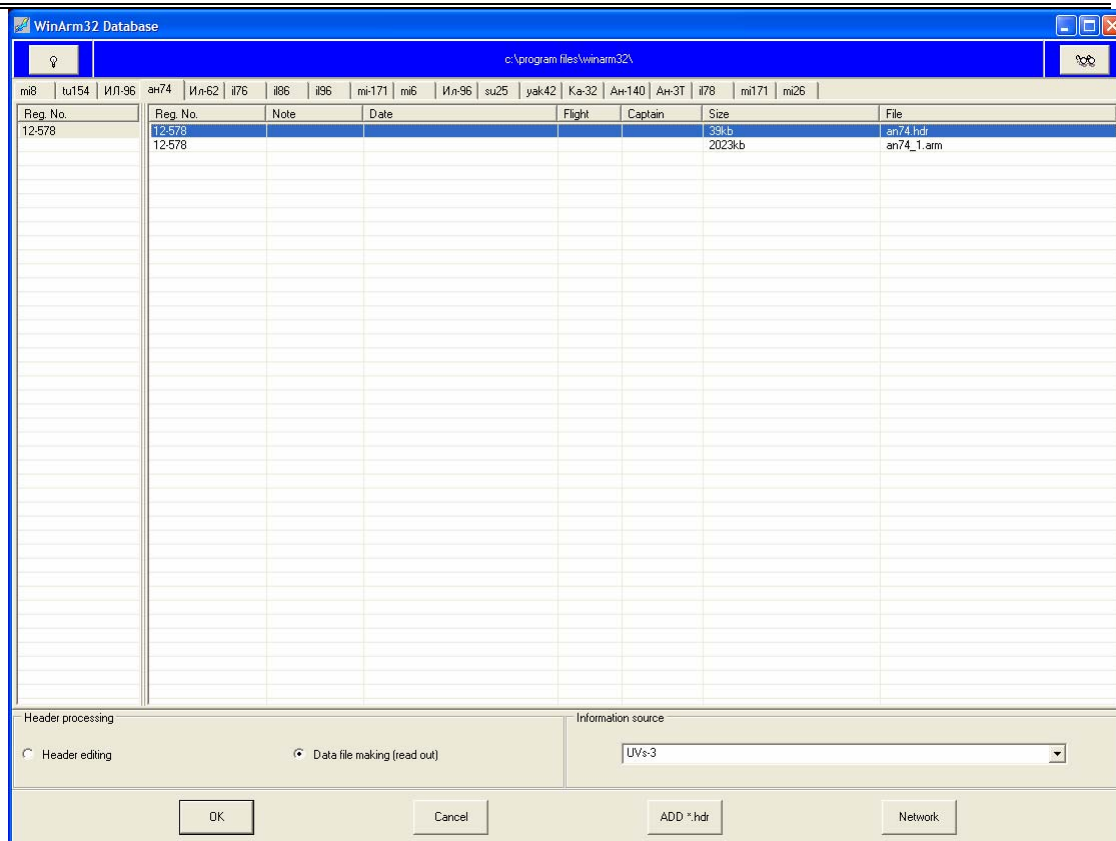 WinArm32 Database
c:\program files\winarm32\
mi8 tu154 ИЛ-96 ан74 Ил-62 il76 il86 il96 mi-171 mi6 Ил-96 su25 yak42 Ка-32 Ан-140 Ан-3Т il78 mi171 mi26
Reg. No. Reg. No. Note Date Flight Captain Size File
12-578 12-578 39kb an74.hdr
12-578 2023kb an74_1.arm
Header processing Information source
Header editing Data file making (read out) UVs-3
OK Cancel ADD *.hdr Network